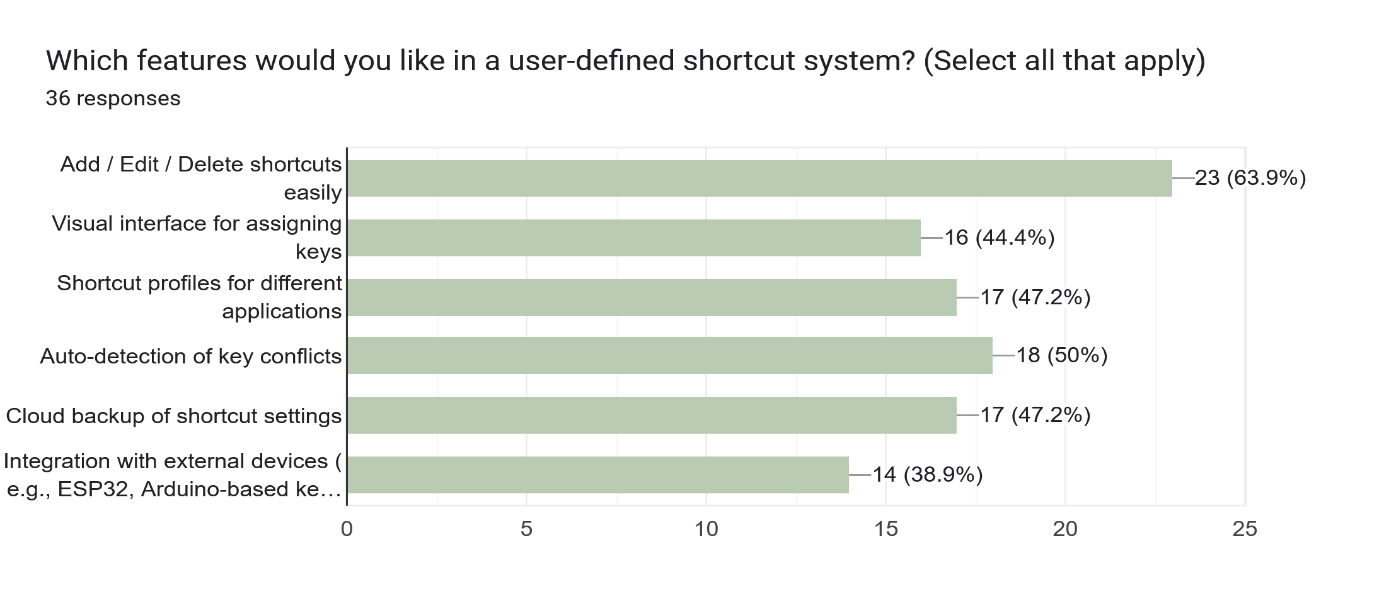 Which features would you like in a user-defined shortcut system? (Select all that apply)
36 responses
Add / Edit / Delete shortcuts
easily
23 (63.9%)
Visual interface for assigning
keys
16 (44.4%)
Shortcut profiles for different
applications
17 (47.2%)
Auto-detection of key conflicts
18 (50%)
Cloud backup of shortcut settings
17 (47.2%)
Integration with external devices (
e.g., ESP32, Arduino-based ke…
14 (38.9%)
0 5 10 15 20 25